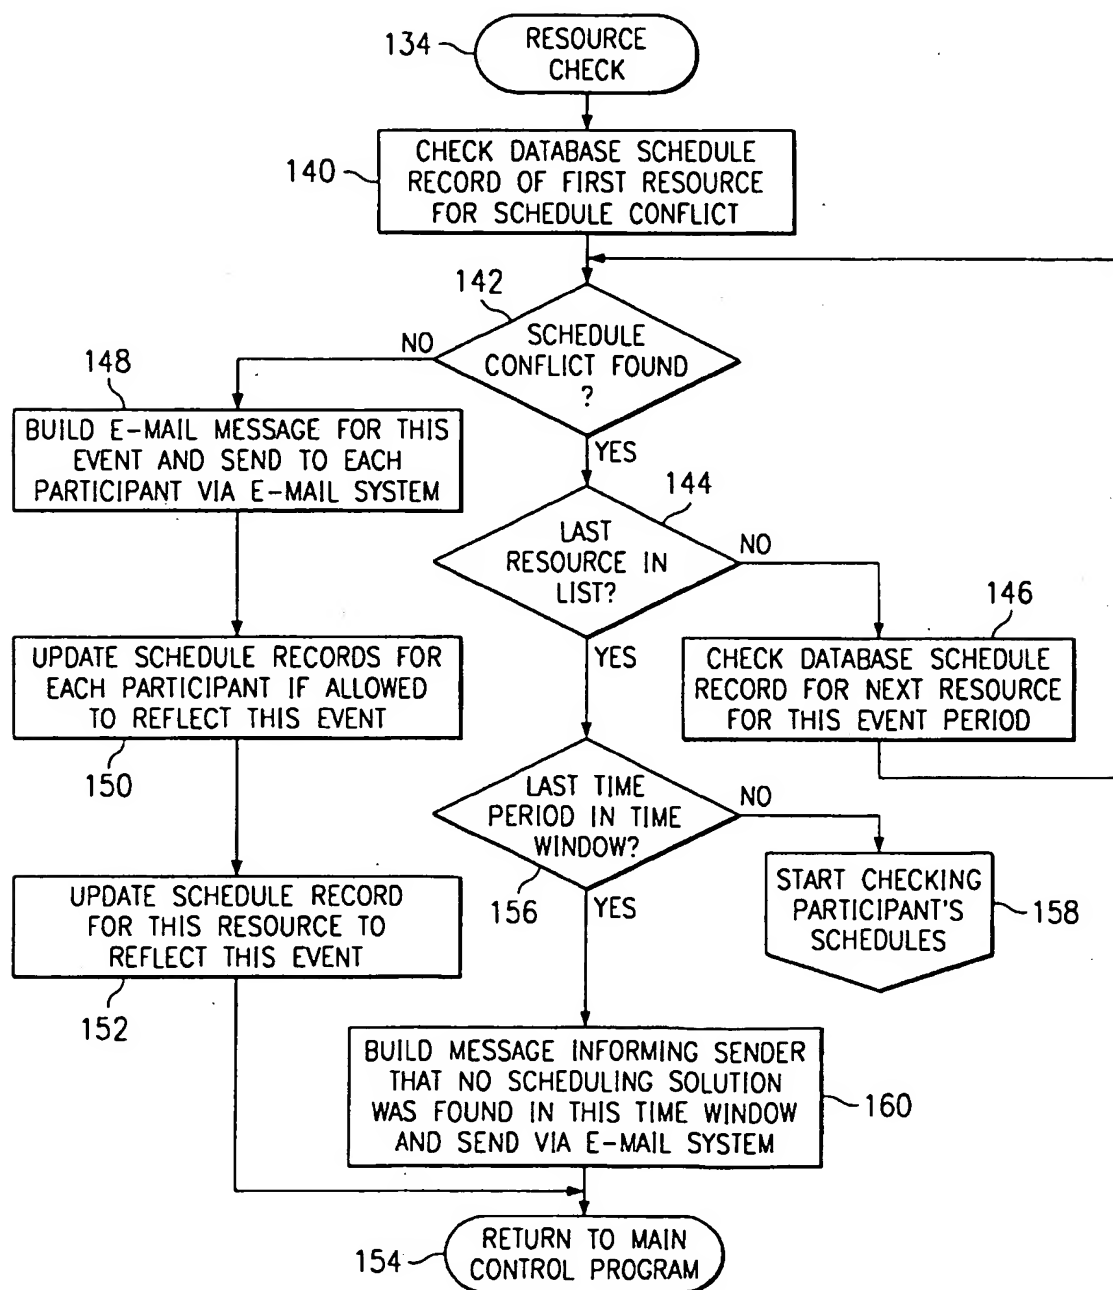 134
RESOURCE
CHECK
140
CHECK DATABASE SCHEDULE
RECORD OF FIRST RESOURCE
FOR SCHEDULE CONFLICT
142
SCHEDULE
CONFLICT FOUND
?
NO
YES
148
BUILD E-MAIL MESSAGE FOR THIS
EVENT AND SEND TO EACH
PARTICIPANT VIA E-MAIL SYSTEM
144
LAST
RESOURCE IN
LIST?
NO
YES
146
CHECK DATABASE SCHEDULE
RECORD FOR NEXT RESOURCE
FOR THIS EVENT PERIOD
UPDATE SCHEDULE RECORDS FOR
EACH PARTICIPANT IF ALLOWED
TO REFLECT THIS EVENT
150
LAST TIME
PERIOD IN TIME
WINDOW?
156
NO
YES
START CHECKING
PARTICIPANT'S
SCHEDULES
158
UPDATE SCHEDULE RECORD
FOR THIS RESOURCE TO
REFLECT THIS EVENT
152
BUILD MESSAGE INFORMING SENDER
THAT NO SCHEDULING SOLUTION
WAS FOUND IN THIS TIME WINDOW
AND SEND VIA E-MAIL SYSTEM
160
154
RETURN TO MAIN
CONTROL PROGRAM